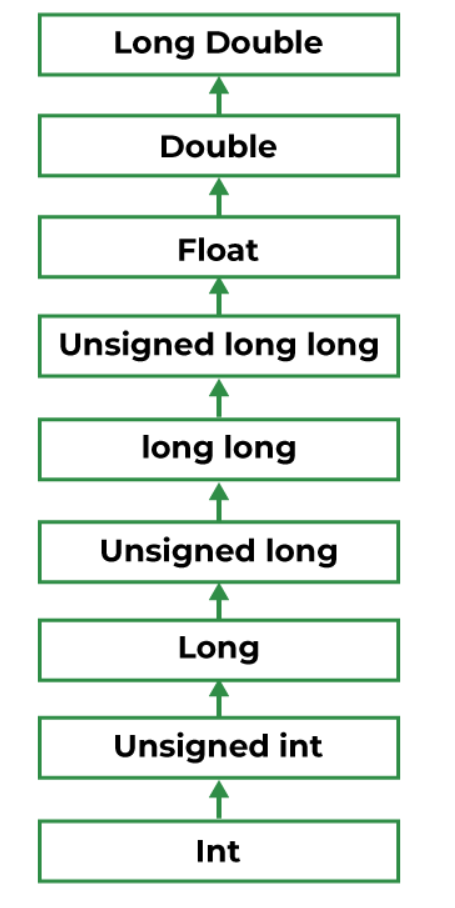 Long Double
Double
Float
Unsigned long long
long long
Unsigned long
Long
Unsigned int
Int